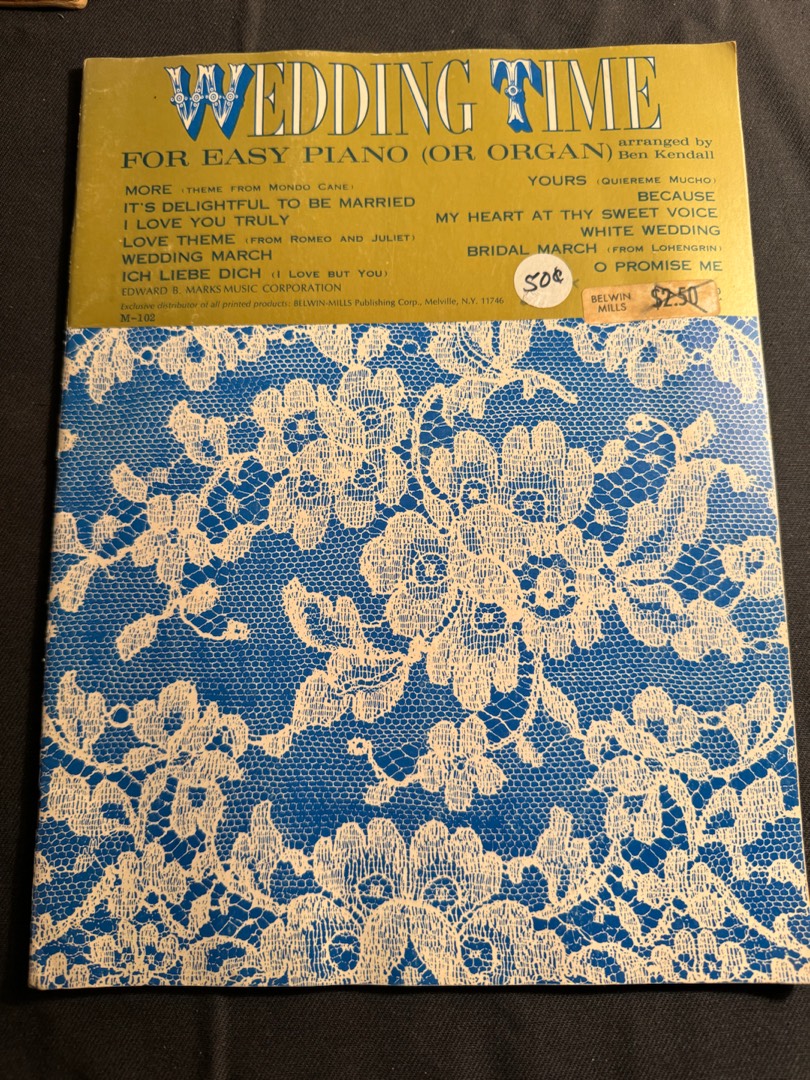 WEDDING TIME
FOR EASY PIANO (OR ORGAN) arranged by Ben Kendall
MORE (THEME FROM MONDO CANE)
IT'S DELIGHTFUL TO BE MARRIED
I LOVE YOU TRULY
LOVE THEME (FROM ROMEO AND JULIET)
WEDDING MARCH
ICH LIEBE DICH (I LOVE BUT YOU)
YOURS (QUIEREME MUCHO)
BECAUSE
MY HEART AT THY SWEET VOICE
WHITE WEDDING
BRIDAL MARCH (FROM LOHENGRIN)
O PROMISE ME
EDWARD B. MARKS MUSIC CORPORATION
Exclusive distributor of all printed products: BELWIN-MILLS Publishing Corp., Melville, N.Y. 11746
M-102
50¢
BELWIN
MILLS
$2.50